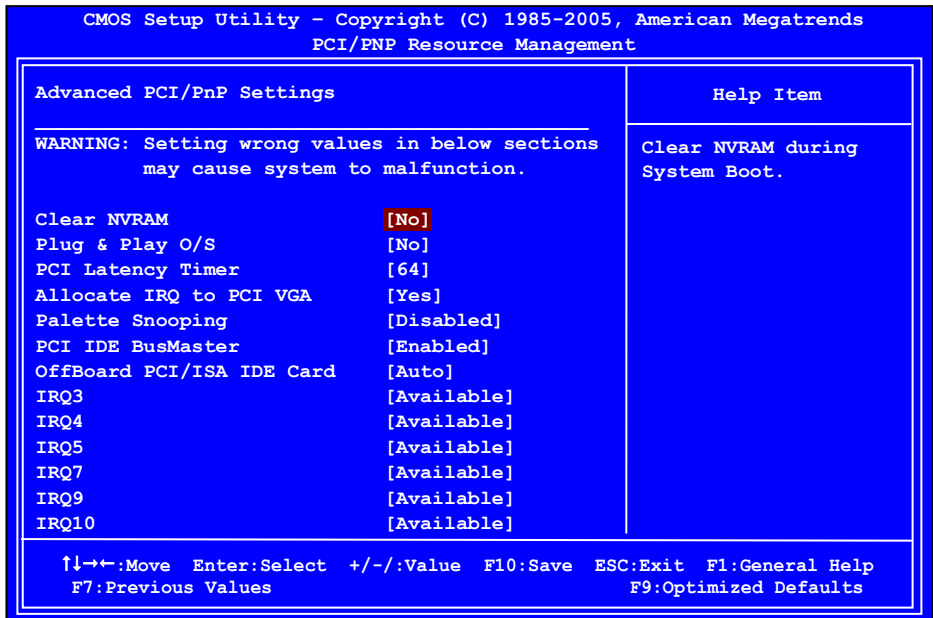 CMOS Setup Utility – Copyright (C) 1985-2005, American Megatrends
PCI/PNP Resource Management
Advanced PCI/PnP Settings
Help Item
WARNING: Setting wrong values in below sections
may cause system to malfunction.
Clear NVRAM during
System Boot.
Clear NVRAM [No]
Plug & Play O/S [No]
PCI Latency Timer [64]
Allocate IRQ to PCI VGA [Yes]
Palette Snooping [Disabled]
PCI IDE BusMaster [Enabled]
OffBoard PCI/ISA IDE Card [Auto]
IRQ3 [Available]
IRQ4 [Available]
IRQ5 [Available]
IRQ7 [Available]
IRQ9 [Available]
IRQ10 [Available]
↑↓→←:Move Enter:Select +/-/:Value F10:Save ESC:Exit F1:General Help
F7:Previous Values F9:Optimized Defaults